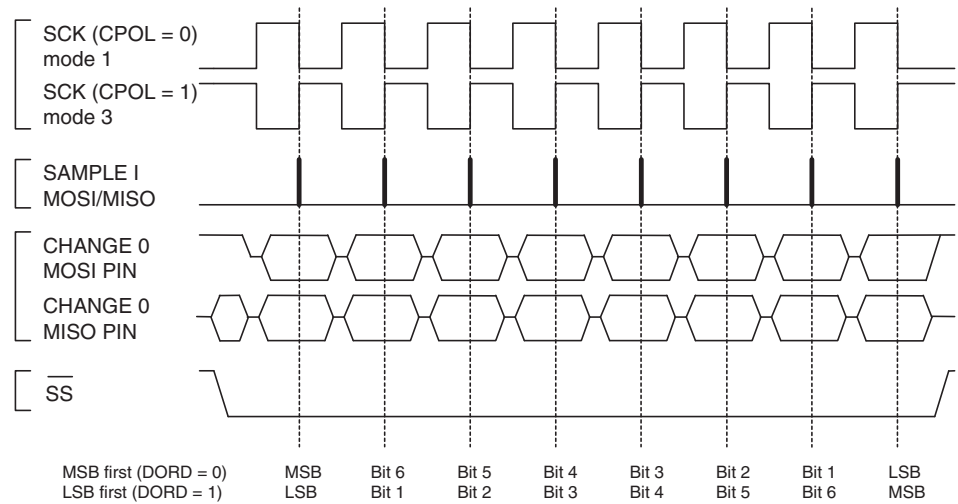 SCK (CPOL = 0)
mode 1
SCK (CPOL = 1)
mode 3
SAMPLE I
MOSI/MISO
CHANGE 0
MOSI PIN
CHANGE 0
MISO PIN
SS
MSB first (DORD = 0) MSB Bit 6 Bit 5 Bit 4 Bit 3 Bit 2 Bit 1 LSB
LSB first (DORD = 1) LSB Bit 1 Bit 2 Bit 3 Bit 4 Bit 5 Bit 6 MSB